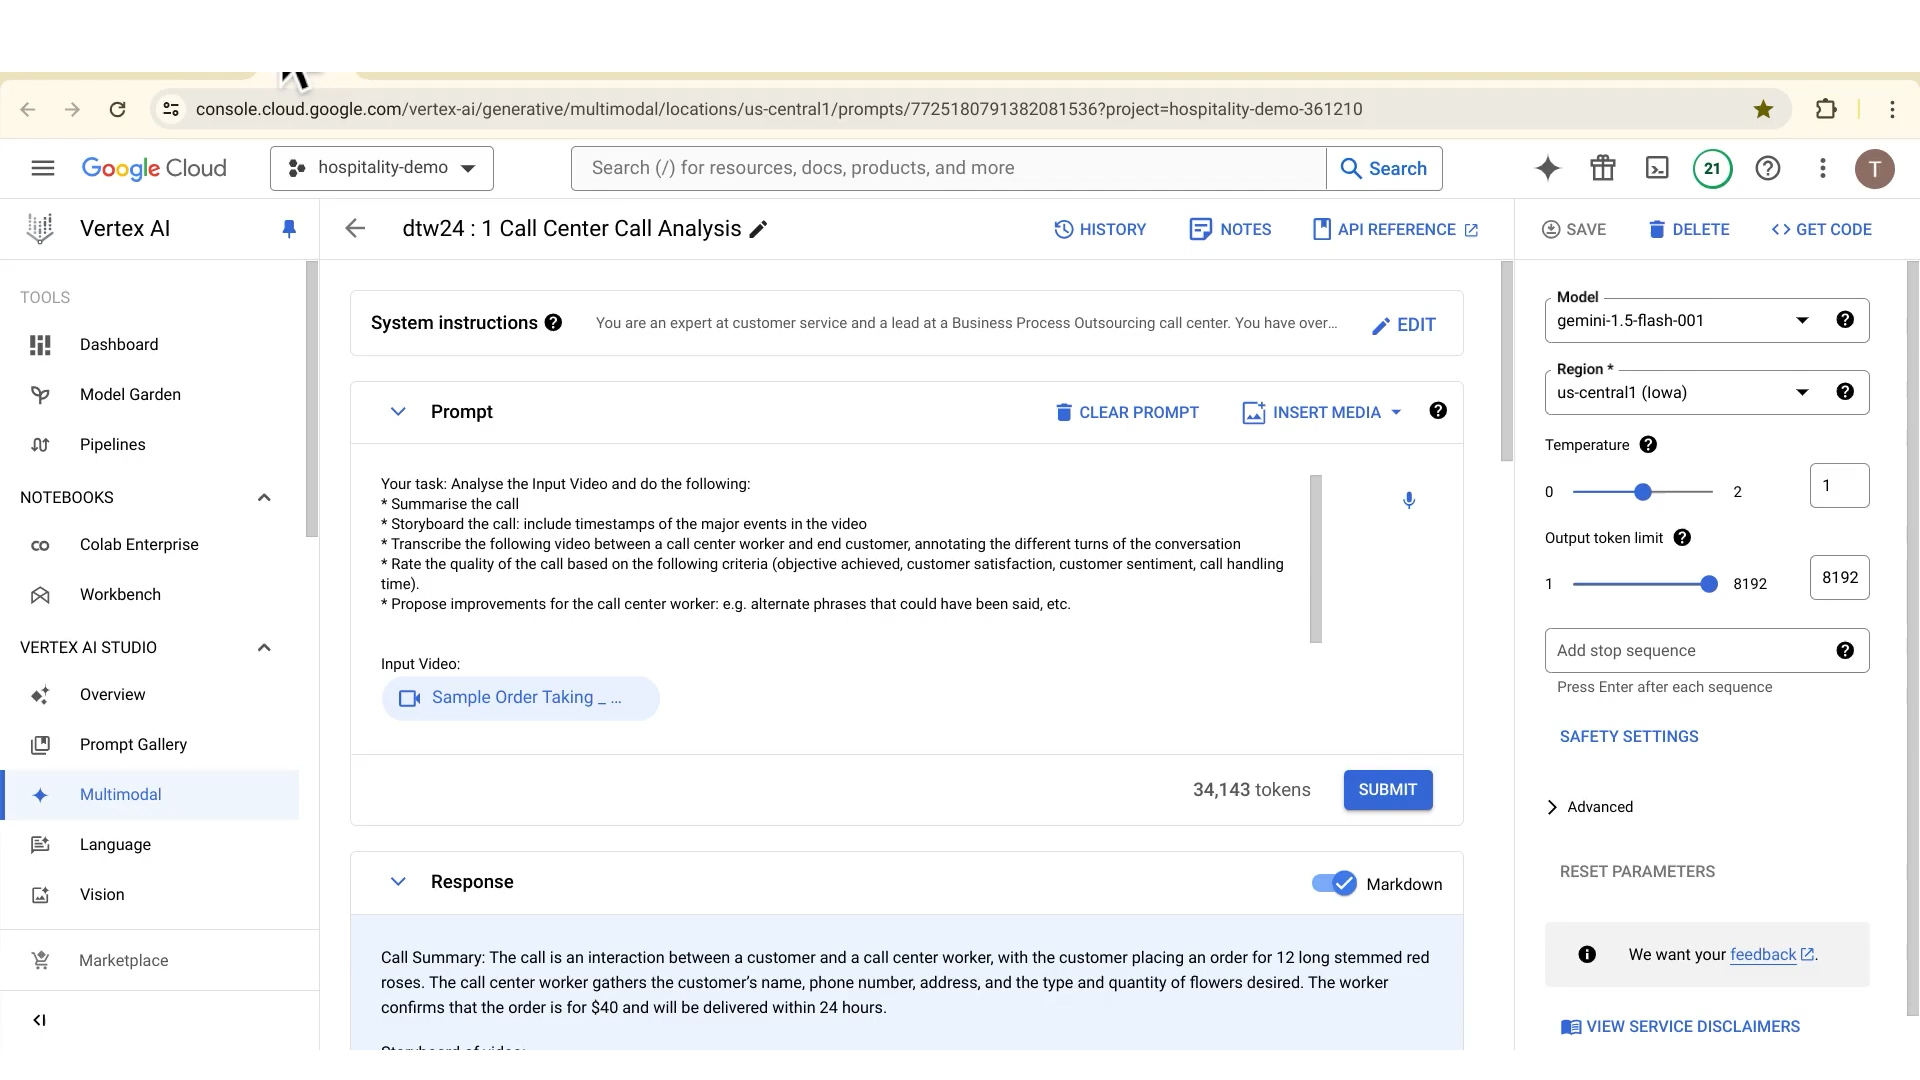 console.cloud.google.com/vertex-ai/generative/multimodal/locations/us-central1/prompts/7725180791382081536?project=hospitality-demo-361210
Google Cloud
hospitality-demo
Search (/) for resources, docs, products, and more
Search
21
T
Vertex AI
dtw24 : 1 Call Center Call Analysis
HISTORY
NOTES
API REFERENCE
SAVE
DELETE
GET CODE
TOOLS
Dashboard
Model Garden
Pipelines
NOTEBOOKS
Colab Enterprise
Workbench
VERTEX AI STUDIO
Overview
Prompt Gallery
Multimodal
Language
Vision
Marketplace
System instructions
You are an expert at customer service and a lead at a Business Process Outsourcing call center. You have over...
EDIT
Prompt
CLEAR PROMPT
INSERT MEDIA
Your task: Analyse the Input Video and do the following:
* Summarise the call
* Storyboard the call: include timestamps of the major events in the video
* Transcribe the following video between a call center worker and end customer, annotating the different turns of the conversation
* Rate the quality of the call based on the following criteria (objective achieved, customer satisfaction, customer sentiment, call handling
time).
* Propose improvements for the call center worker: e.g. alternate phrases that could have been said, etc.
Input Video:
Sample Order Taking _ ...
34,143 tokens
SUBMIT
Response
Markdown
Call Summary: The call is an interaction between a customer and a call center worker, with the customer placing an order for 12 long stemmed red
roses. The call center worker gathers the customer's name, phone number, address, and the type and quantity of flowers desired. The worker
confirms that the order is for $40 and will be delivered within 24 hours.
Model
gemini-1.5-flash-001
Region *
us-central1 (Iowa)
Temperature
0
2
1
Output token limit
1
8192
8192
Add stop sequence
Press Enter after each sequence
SAFETY SETTINGS
Advanced
RESET PARAMETERS
We want your feedback.
VIEW SERVICE DISCLAIMERS